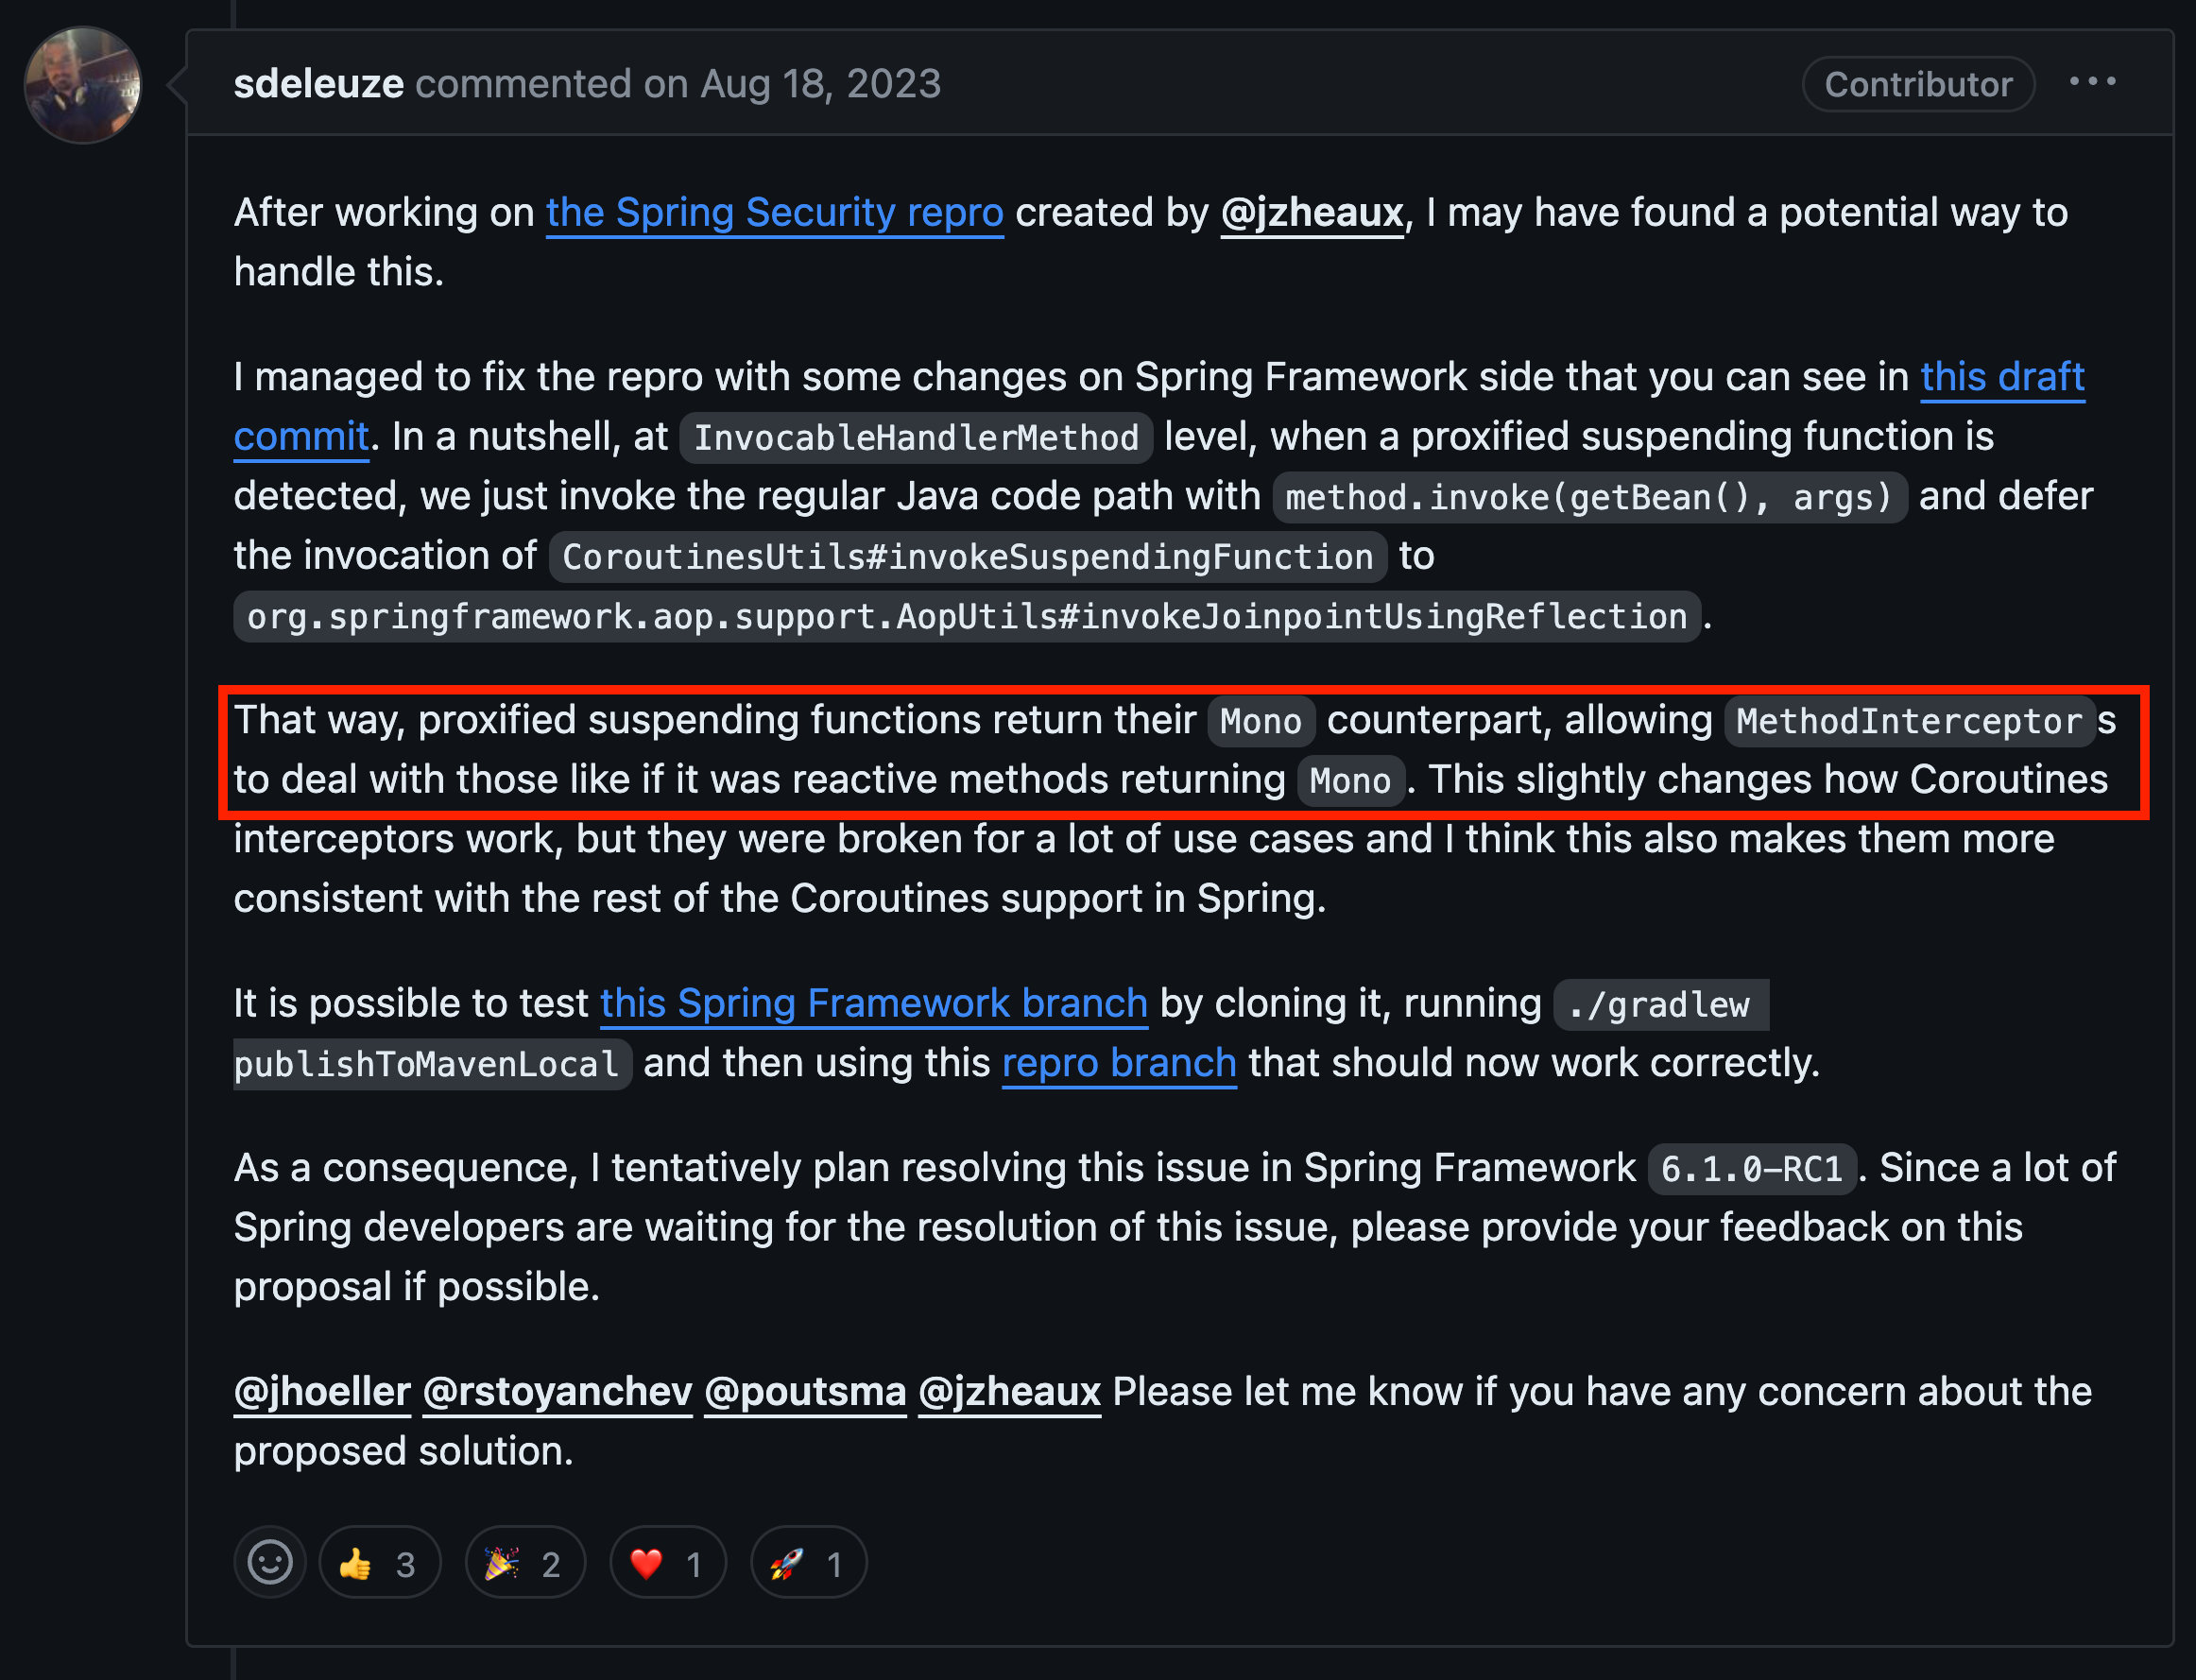 sdeleuze commented on Aug 18, 2023
Contributor
After working on the Spring Security repro created by @jzheaux, I may have found a potential way to
handle this.
I managed to fix the repro with some changes on Spring Framework side that you can see in this draft
commit. In a nutshell, at InvocableHandlerMethod level, when a proxified suspending function is
detected, we just invoke the regular Java code path with method.invoke(getBean(), args) and defer
the invocation of CoroutinesUtils#invokeSuspendingFunction to
org.springframework.aop.support.AopUtils#invokeJoinpointUsingReflection.
That way, proxified suspending functions return their Mono counterpart, allowing MethodInterceptors
to deal with those like if it was reactive methods returning Mono. This slightly changes how Coroutines
interceptors work, but they were broken for a lot of use cases and I think this also makes them more
consistent with the rest of the Coroutines support in Spring.
It is possible to test this Spring Framework branch by cloning it, running ./gradlew
publishToMavenLocal and then using this repro branch that should now work correctly.
As a consequence, I tentatively plan resolving this issue in Spring Framework 6.1.0-RC1. Since a lot of
Spring developers are waiting for the resolution of this issue, please provide your feedback on this
proposal if possible.
@jhoeller @rstoyanchev @poutsma @jzheaux Please let me know if you have any concern about the
proposed solution.
👍 3 🎉 2 ❤️ 1 🚀 1